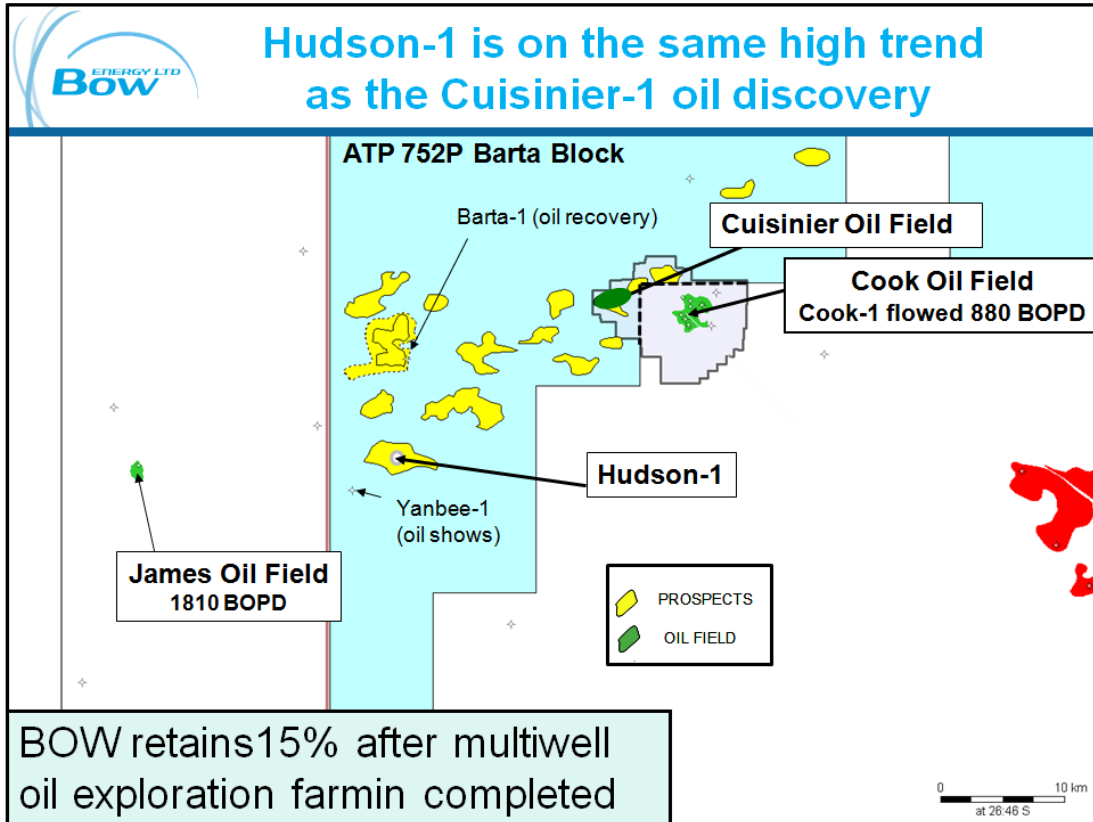 ENERGY LTD
BOW
Hudson-1 is on the same high trend
as the Cuisinier-1 oil discovery
ATP 752P Barta Block
Barta-1 (oil recovery)
Cuisinier Oil Field
Cook Oil Field
Cook-1 flowed 880 BOPD
Hudson-1
Yanbee-1
(oil shows)
James Oil Field
1810 BOPD
PROSPECTS
OIL FIELD
BOW retains15% after multiwell
oil exploration farmin completed
0 10 km
at 26:46 S